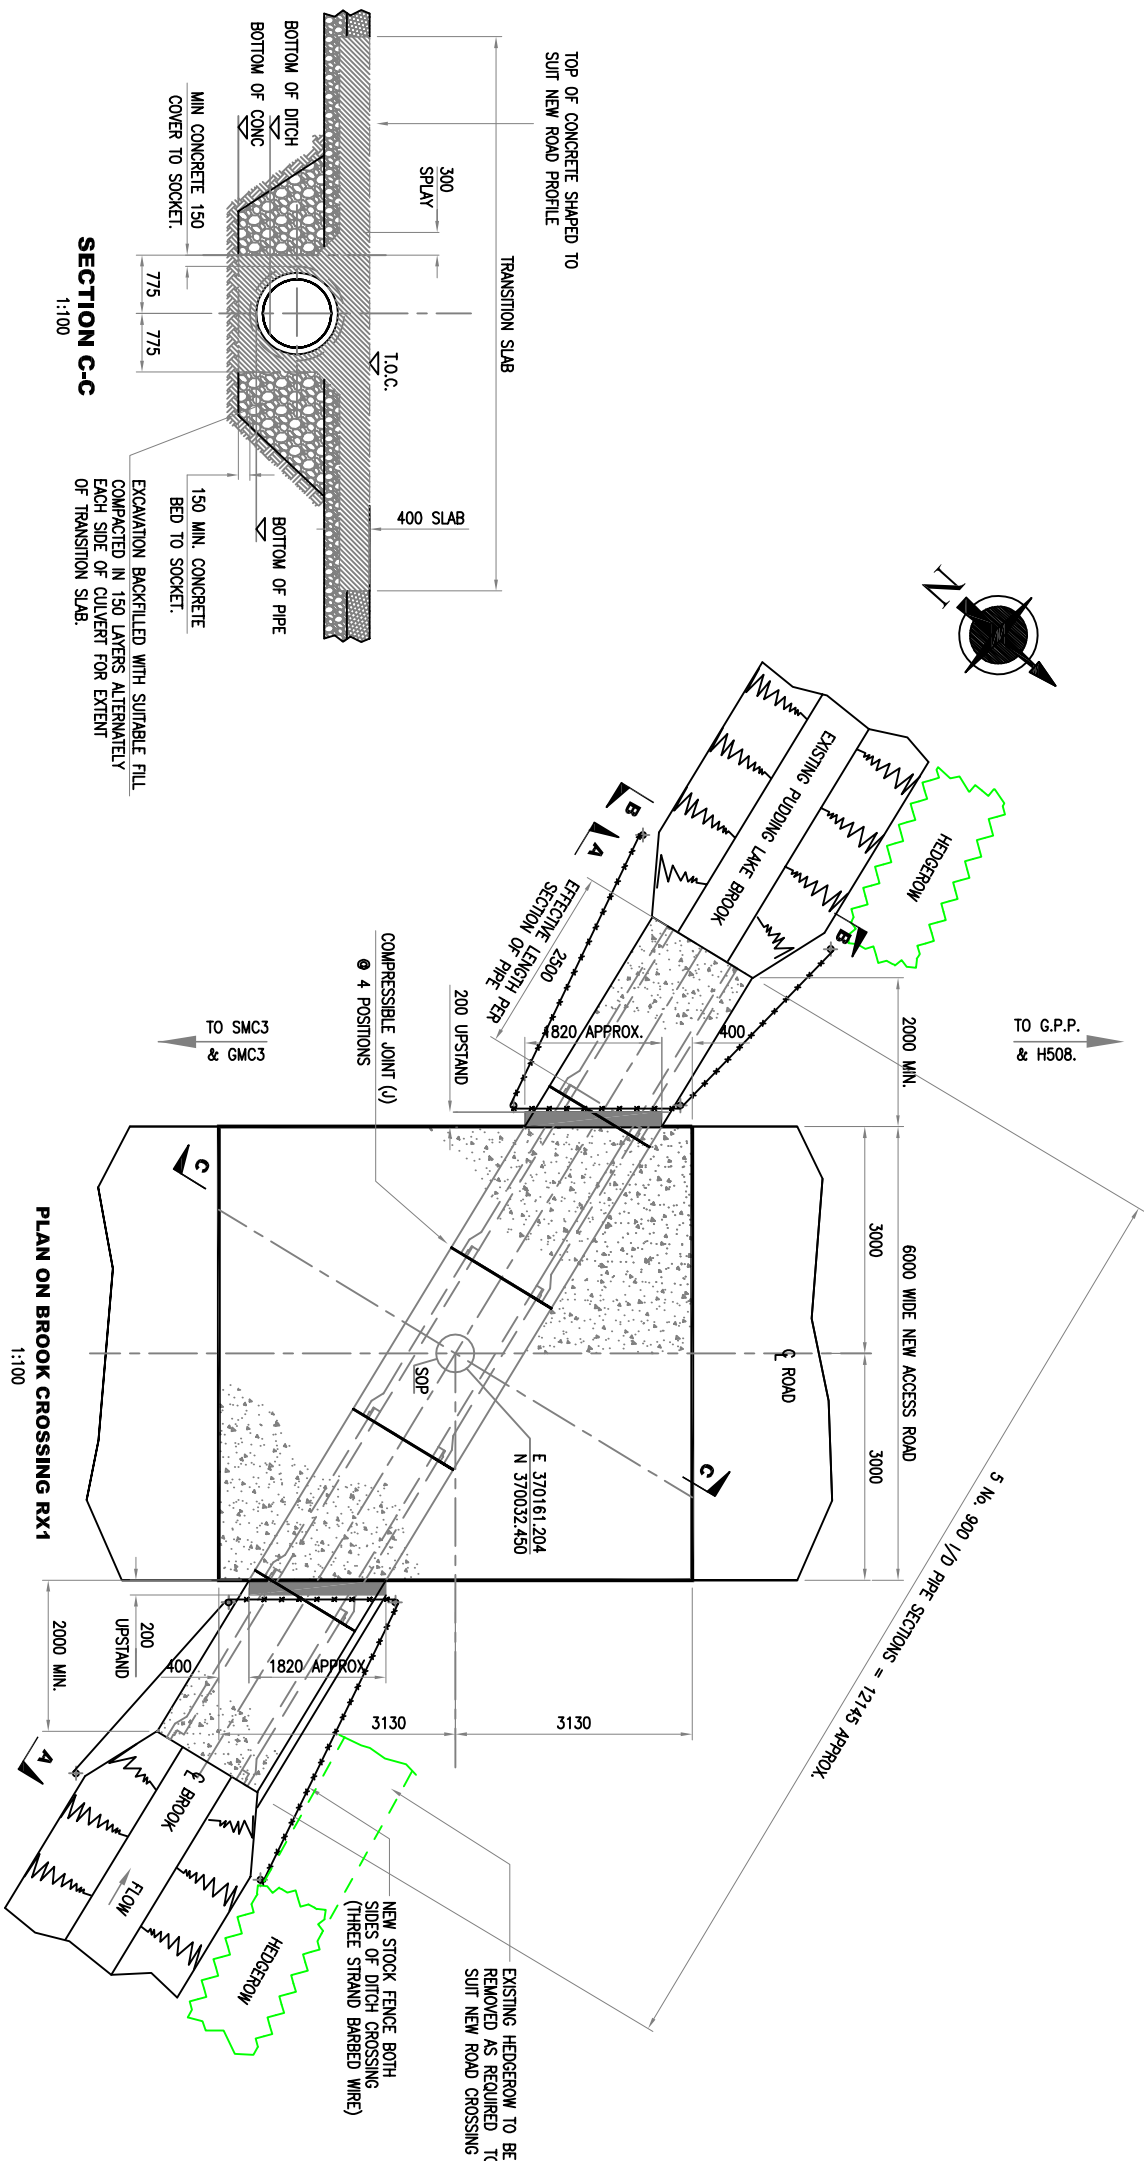 TOP OF CONCRETE SHAPED TO
SUIT NEW ROAD PROFILE
300
SPLAY
TRANSITION SLAB
BOTTOM OF DITCH
BOTTOM OF CONC
MIN CONCRETE 150
COVER TO SOCKET.
T.O.C.
400 SLAB
775
775
BOTTOM OF PIPE
150 MIN. CONCRETE
BED TO SOCKET.
EXCAVATION BACKFILLED WITH SUITABLE FILL
COMPACTED IN 150 LAYERS ALTERNATELY
EACH SIDE OF CULVERT FOR EXTENT
OF TRANSITION SLAB.
SECTION C-C
1:100
N
EXISTING PUDDING LAKE BROOK
HEDGEROW
B
A
B
EFFECTIVE LENGTH PER
SECTION OF PIPE
2500
COMPRESSIBLE JOINT (J)
@ 4 POSITIONS
200 UPSTAND
1820 APPROX.
400
2000 MIN.
TO G.P.P.
& H508.
TO SMC3
& GMC3
C
3000
6000 WIDE NEW ACCESS ROAD
3000
CL ROAD
SOP
E 370161.204
N 370032.450
C
5 No. 900 I/D PIPE SECTIONS = 12145 APPROX.
200
UPSTAND
2000 MIN.
400
1820 APPROX
3130
3130
A
CL BROOK
FLOW
HEDGEROW
NEW STOCK FENCE BOTH
SIDES OF DITCH CROSSING
(THREE STRAND BARBED WIRE)
EXISTING HEDGEROW TO BE
REMOVED AS REQUIRED TO
SUIT NEW ROAD CROSSING
PLAN ON BROOK CROSSING RX1
1:100